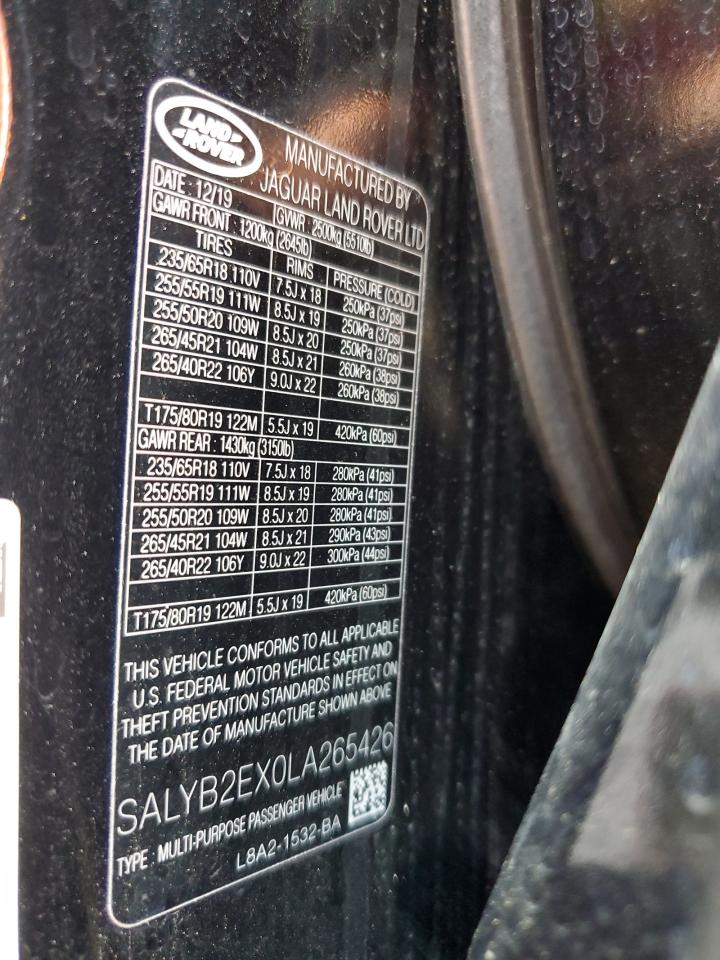 LAND-
-ROVER
MANUFACTURED BY
JAGUAR LAND ROVER LTD
DATE : 12/19 GVWR : 2500kg (5510lb)
GAWR FRONT : 1200kg (2645lb)
TIRES RIMS PRESSURE (COLD)
235/65R18 110V 7.5J x 18 250kPa (37psi)
255/55R19 111W 8.5J x 19 250kPa (37psi)
255/50R20 109W 8.5J x 20 250kPa (37psi)
265/45R21 104W 8.5J x 21 260kPa (38psi)
265/40R22 106Y 9.0J x 22 260kPa (38psi)
T175/80R19 122M 5.5J x 19 420kPa (60psi)
GAWR REAR : 1430kg (3150lb)
235/65R18 110V 7.5J x 18 280kPa (41psi)
255/55R19 111W 8.5J x 19 280kPa (41psi)
255/50R20 109W 8.5J x 20 280kPa (41psi)
265/45R21 104W 8.5J x 21 290kPa (43psi)
265/40R22 106Y 9.0J x 22 300kPa (44psi)
T175/80R19 122M 5.5J x 19 420kPa (60psi)
THIS VEHICLE CONFORMS TO ALL APPLICABLE
U.S. FEDERAL MOTOR VEHICLE SAFETY AND
THEFT PREVENTION STANDARDS IN EFFECT ON
THE DATE OF MANUFACTURE SHOWN ABOVE
SALYB2EX0LA265426
TYPE : MULTI-PURPOSE PASSENGER VEHICLE
L8A2-1532-BA